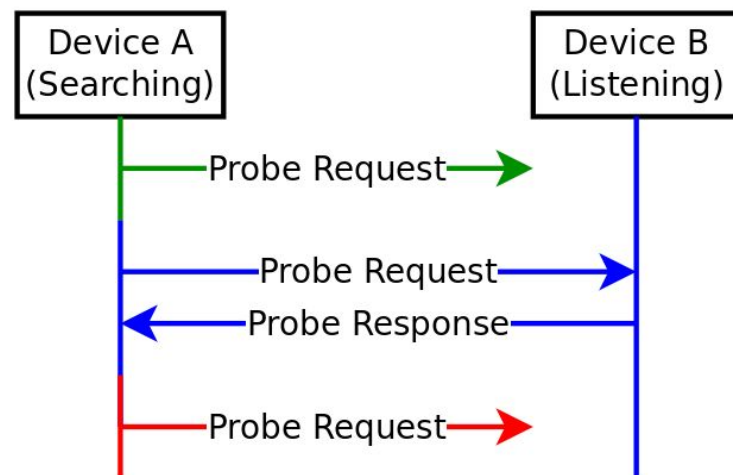 Device A
(Searching)
Device B
(Listening)
Probe Request
Probe Request
Probe Response
Probe Request